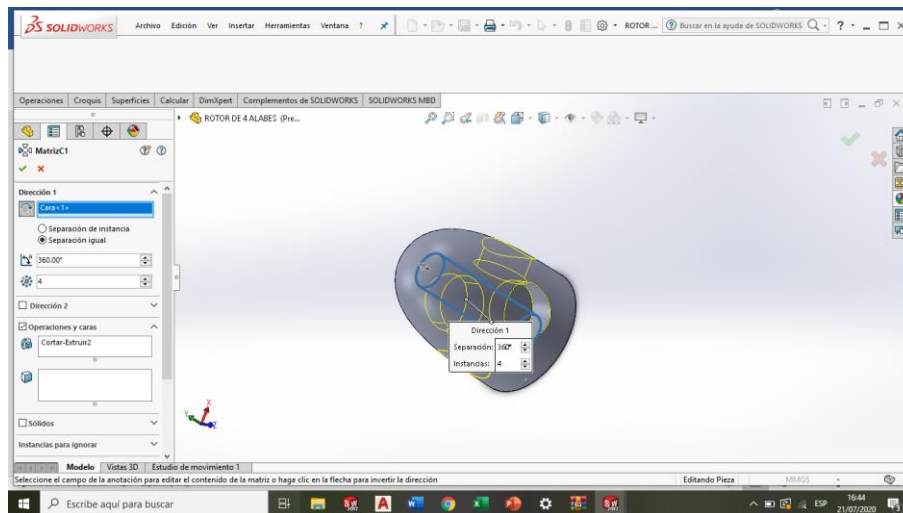 SOLIDWORKS Archivo Edición Ver Insertar Herramientas Ventana ? ROTOR ... Buscar en la ayuda de SOLIDWORKS ?
Operaciones Croquis Superficies Calcular DimXpert Complementos de SOLIDWORKS SOLIDWORKS MBD
ROTOR DE 4 ALABES (Pre...
MatrizC1
Dirección 1
Cara<1>
Separación de instancia
Separación igual
360.00°
4
Dirección 2
Operaciones y caras
Cortar-Extruir2
Sólidos
Instancias para ignorar
Dirección 1
Separación: 360°
Instancias: 4
X
Y
Z
Modelo Vistas 3D Estudio de movimiento 1
Seleccione el campo de la anotación para editar el contenido de la matriz o haga clic en la flecha para invertir la dirección Editando Pieza MMGS
Escribe aquí para buscar
ESP
16:44
21/07/2020